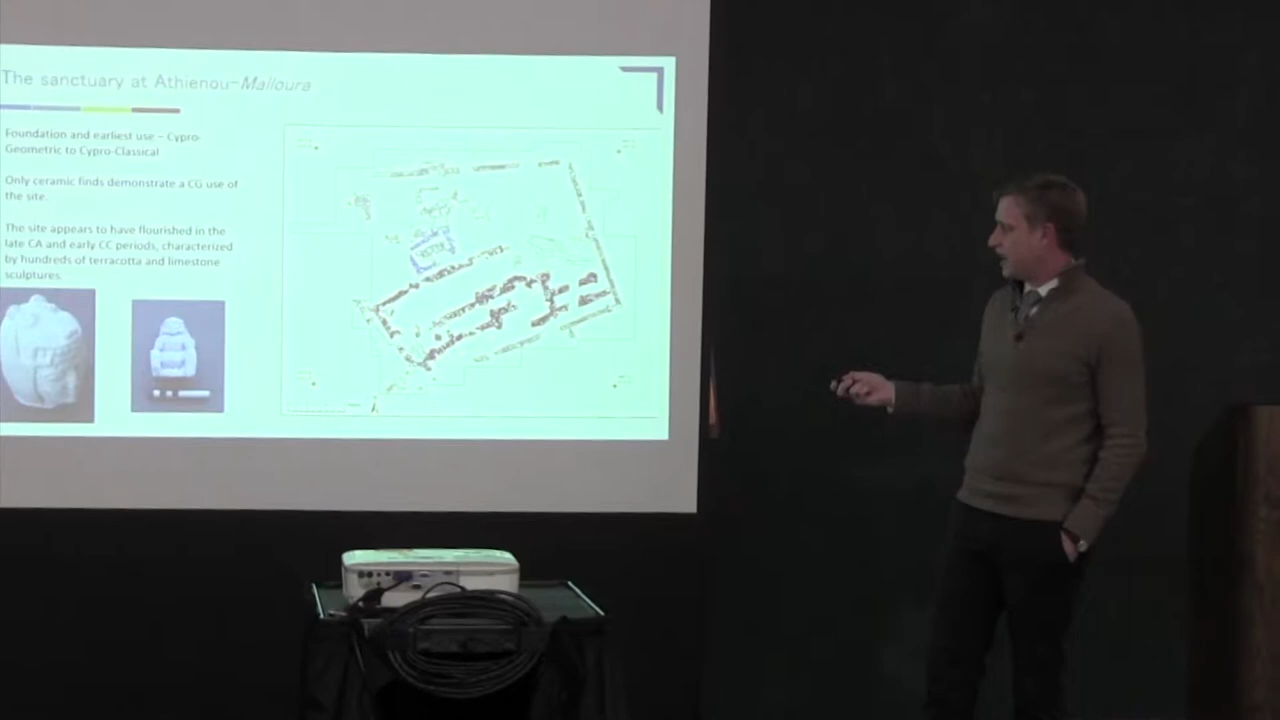 The sanctuary at Athienou-Malloura
Foundation and earliest use – Cypro-
Geometric to Cypro-Classical
Only ceramic finds demonstrate a CG use of
the site.
The site appears to have flourished in the
late CA and early CC periods, characterized
by hundreds of terracotta and limestone
sculptures.